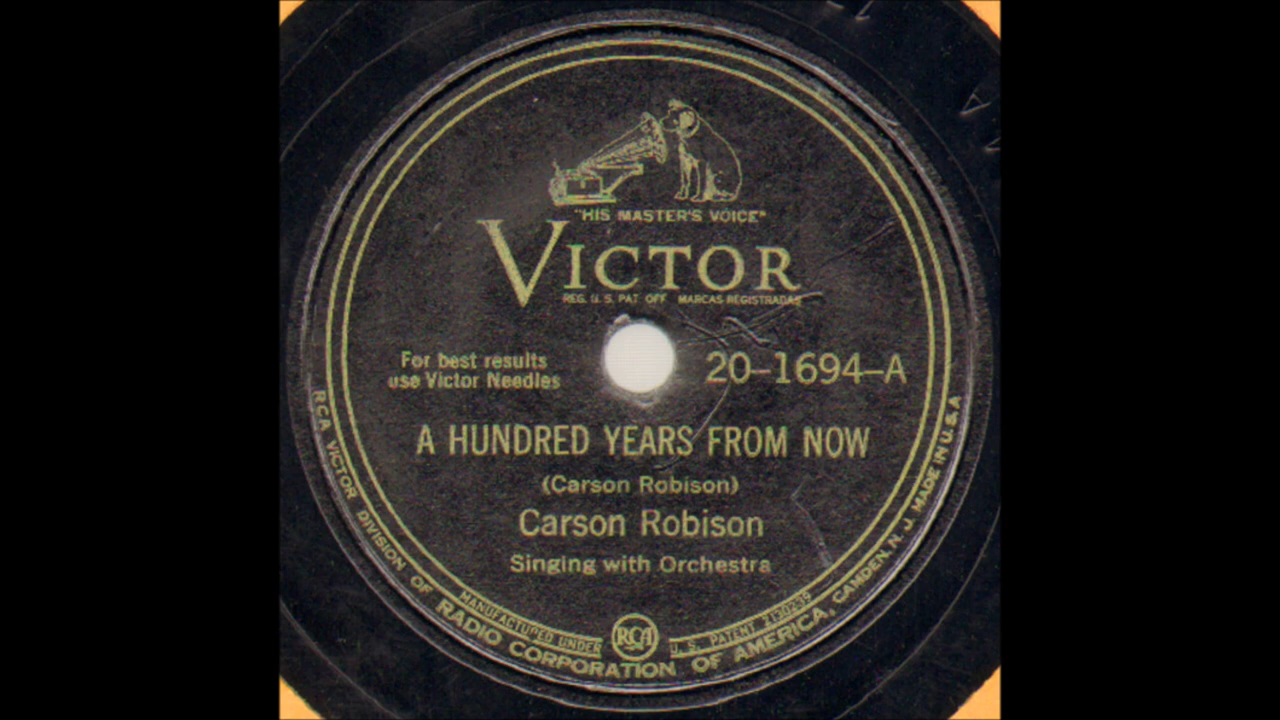 "HIS MASTER'S VOICE"
VICTOR
REG. U. S. PAT. OFF. MARCAS REGISTRADAS
For best results
use Victor Needles
20-1694-A
A HUNDRED YEARS FROM NOW
(Carson Robison)
Carson Robison
Singing with Orchestra
MANUFACTURED UNDER
RCA
U. S. PATENT 2130239
RCA VICTOR DIVISION OF RADIO CORPORATION OF AMERICA, CAMDEN, N. J. MADE IN U.S.A